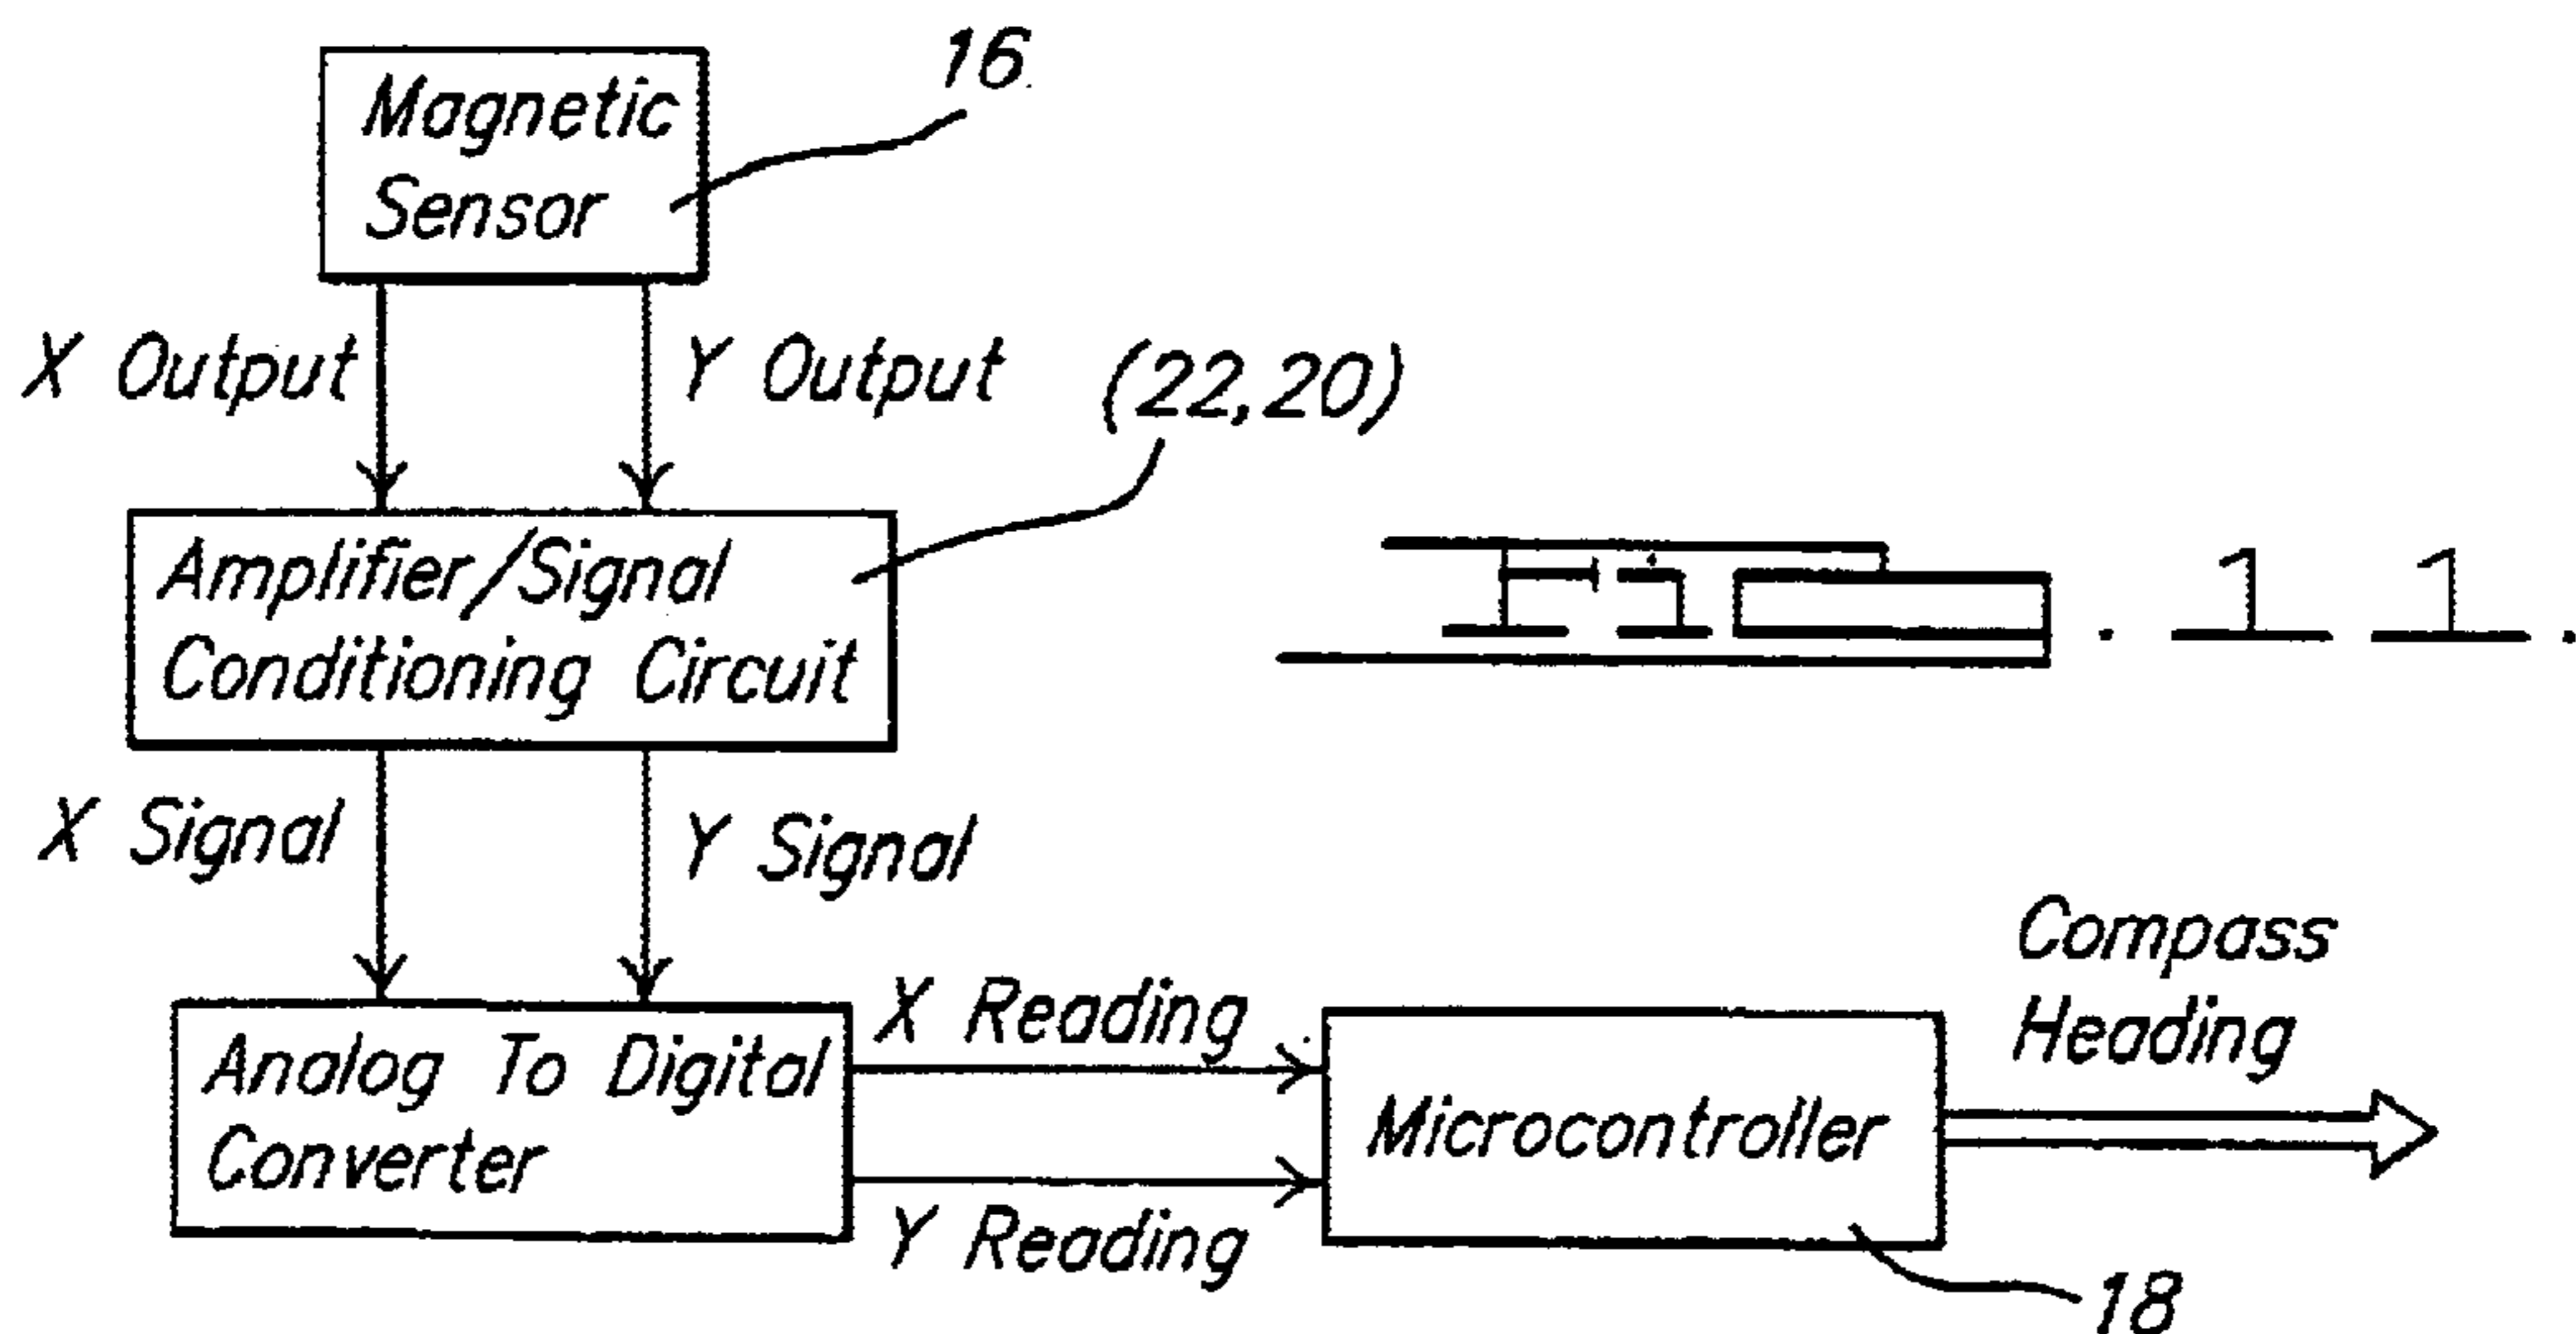 16
Magnetic
Sensor
X Output
Y Output
(22,20)
Amplifier/Signal
Conditioning Circuit
Fig. 11.
X Signal
Y Signal
Compass
Heading
X Reading
Analog To Digital
Converter
Microcontroller
Y Reading
18